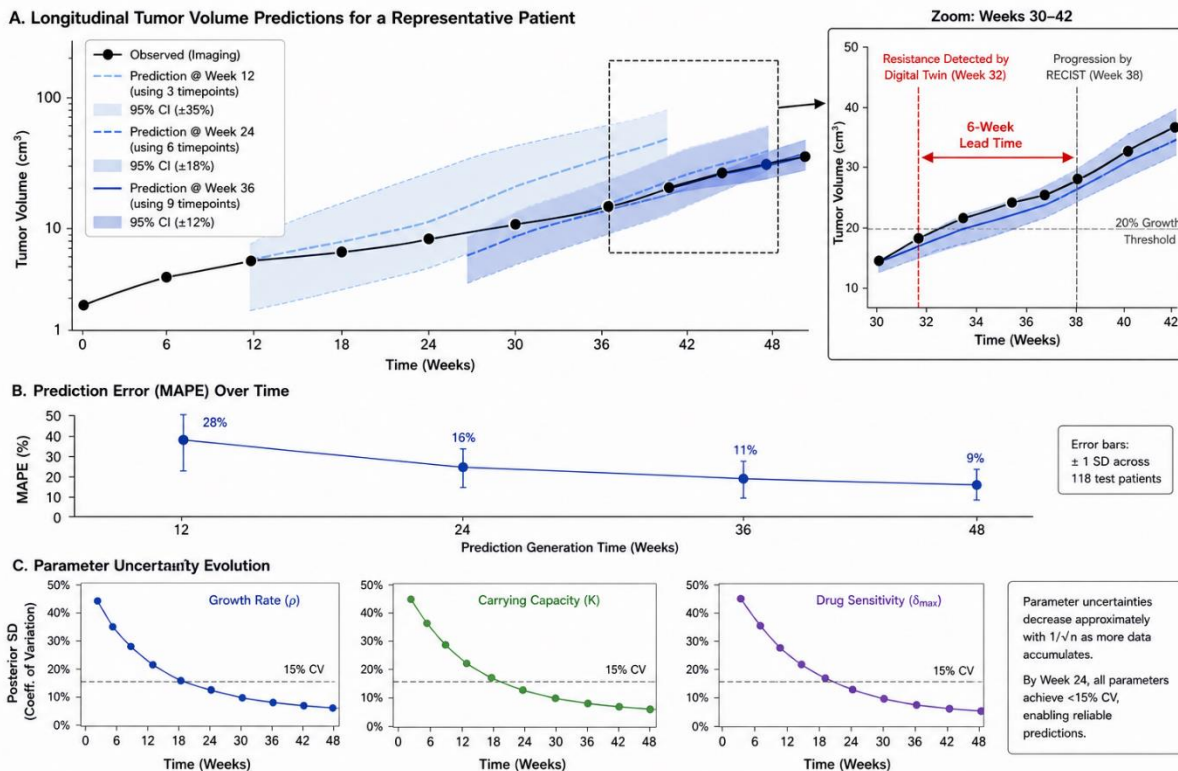 A. Longitudinal Tumor Volume Predictions for a Representative Patient
Observed (Imaging)
Prediction @ Week 12
(using 3 timepoints)
95% CI (±35%)
Prediction @ Week 24
(using 6 timepoints)
95% CI (±18%)
Prediction @ Week 36
(using 9 timepoints)
95% CI (±12%)
Tumor Volume (cm³)
100
10
1
0 6 12 18 24 30 36 42 48
Time (Weeks)
Zoom: Weeks 30–42
Resistance Detected by
Digital Twin (Week 32)
Progression by
RECIST (Week 38)
6-Week
Lead Time
20% Growth
Threshold
Tumor Volume (cm³)
50
40
30
20
10
30 32 34 36 38 40 42
Time (Weeks)
B. Prediction Error (MAPE) Over Time
MAPE (%)
50
40
30
20
10
0
28%
16%
11%
9%
12 24 36 48
Prediction Generation Time (Weeks)
Error bars:
± 1 SD across
118 test patients
C. Parameter Uncertainty Evolution
Posterior SD
(Coeff. of Variation)
50%
40%
30%
20%
10%
0%
Growth Rate (ρ)
15% CV
0 6 12 18 24 30 36 42 48
Time (Weeks)
50%
40%
30%
20%
10%
0%
Carrying Capacity (K)
15% CV
0 6 12 18 24 30 36 42 48
Time (Weeks)
50%
40%
30%
20%
10%
0%
Drug Sensitivity (δmax)
15% CV
0 6 12 18 24 30 36 42 48
Time (Weeks)
Parameter uncertainties
decrease approximately
with 1/√n as more data
accumulates.
By Week 24, all parameters
achieve <15% CV,
enabling reliable
predictions.